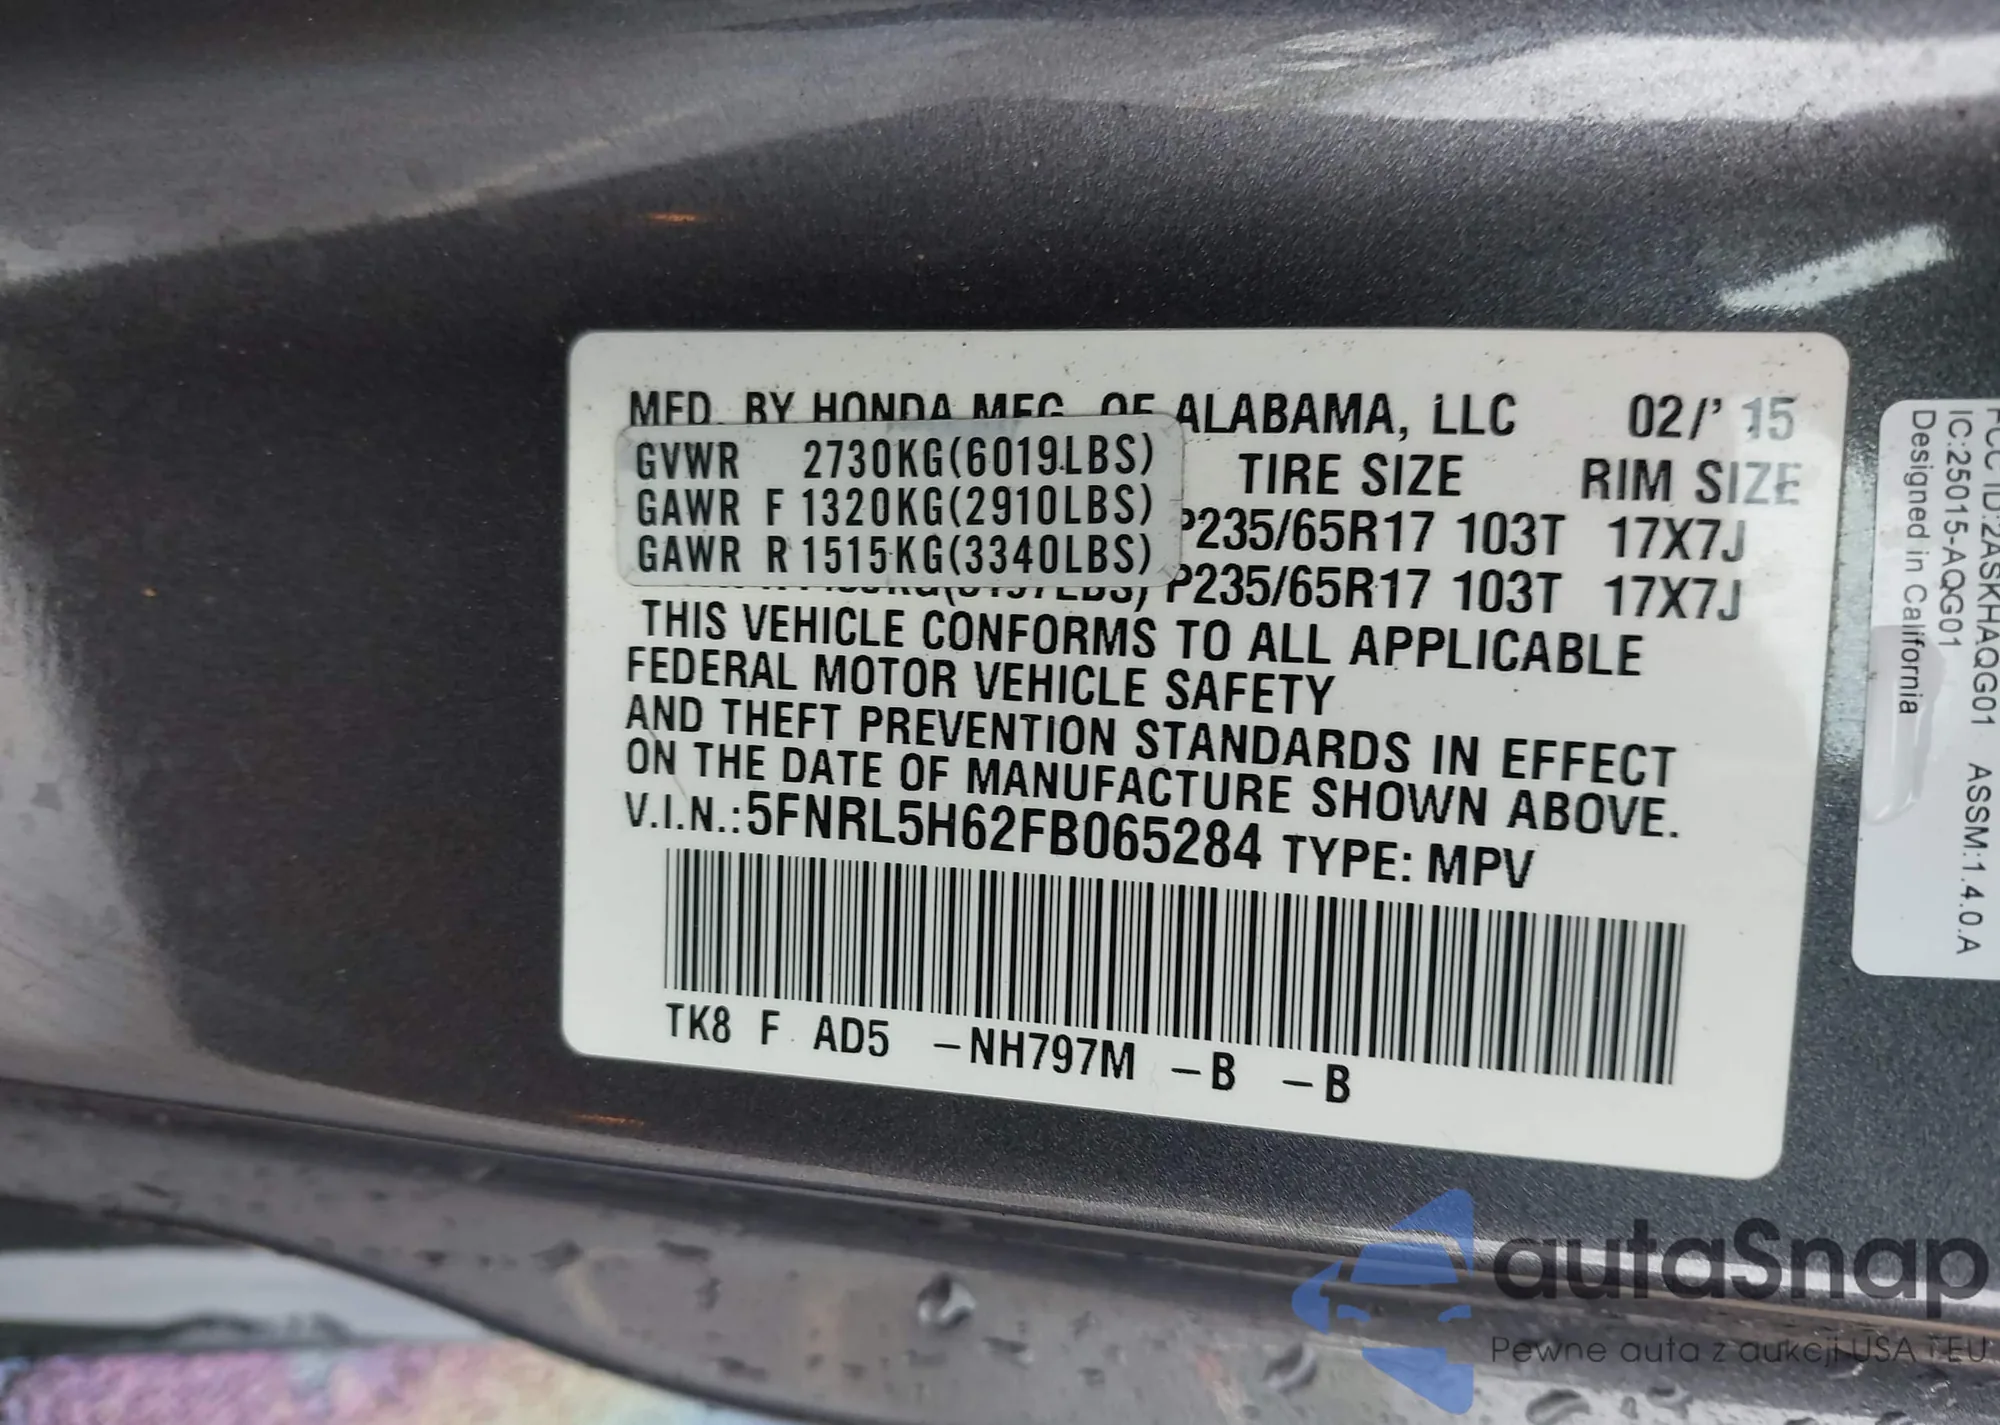 MFD. BY HONDA MFG. OF ALABAMA, LLC 02/'15
TIRE SIZE RIM SIZE
GVWR 2730KG(6019LBS)
GAWR F 1320KG(2910LBS) P235/65R17 103T 17X7J
GAWR R 1515KG(3340LBS) P235/65R17 103T 17X7J
THIS VEHICLE CONFORMS TO ALL APPLICABLE
FEDERAL MOTOR VEHICLE SAFETY
AND THEFT PREVENTION STANDARDS IN EFFECT
ON THE DATE OF MANUFACTURE SHOWN ABOVE.
V.I.N.:5FNRL5H62FB065284 TYPE: MPV
TK8 F AD5 -NH797M -B -B
FCC ID:2ASKHAQG01 ASSM:1.4.0.A
IC:25015-AQG01
Designed in California
autaSnap
Pewne auta z aukcji USA i EU